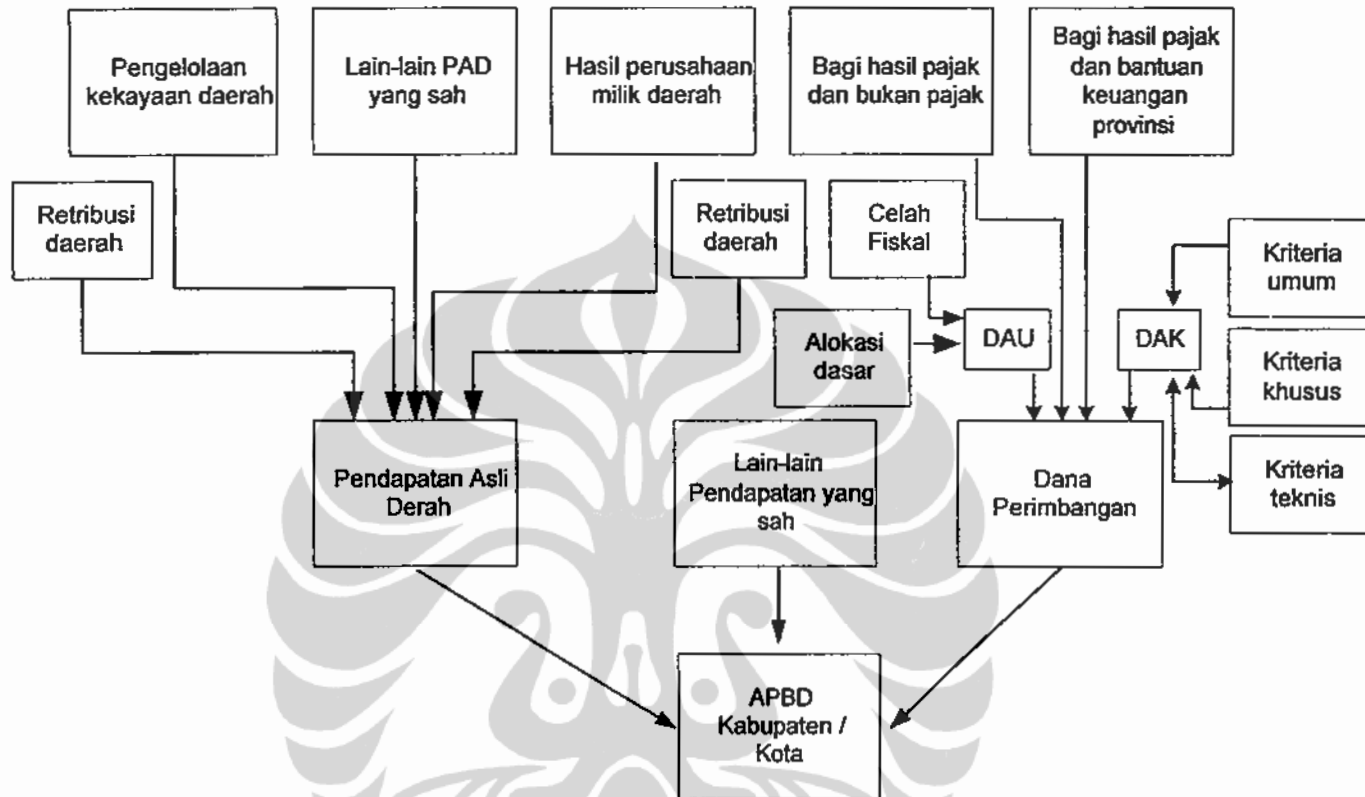 Pengelolaan
kekayaan daerah
Lain-lain PAD
yang sah
Hasil perusahaan
milik daerah
Bagi hasil pajak
dan bukan pajak
Bagi hasil pajak
dan bantuan
keuangan
provinsi
Retribusi
daerah
Retribusi
daerah
Celah
Fiskal
Kriteria
umum
Alokasi
dasar
DAU
DAK
Kriteria
khusus
Pendapatan Asli
Derah
Lain-lain
Pendapatan yang
sah
Dana
Perimbangan
Kriteria
teknis
APBD
Kabupaten /
Kota